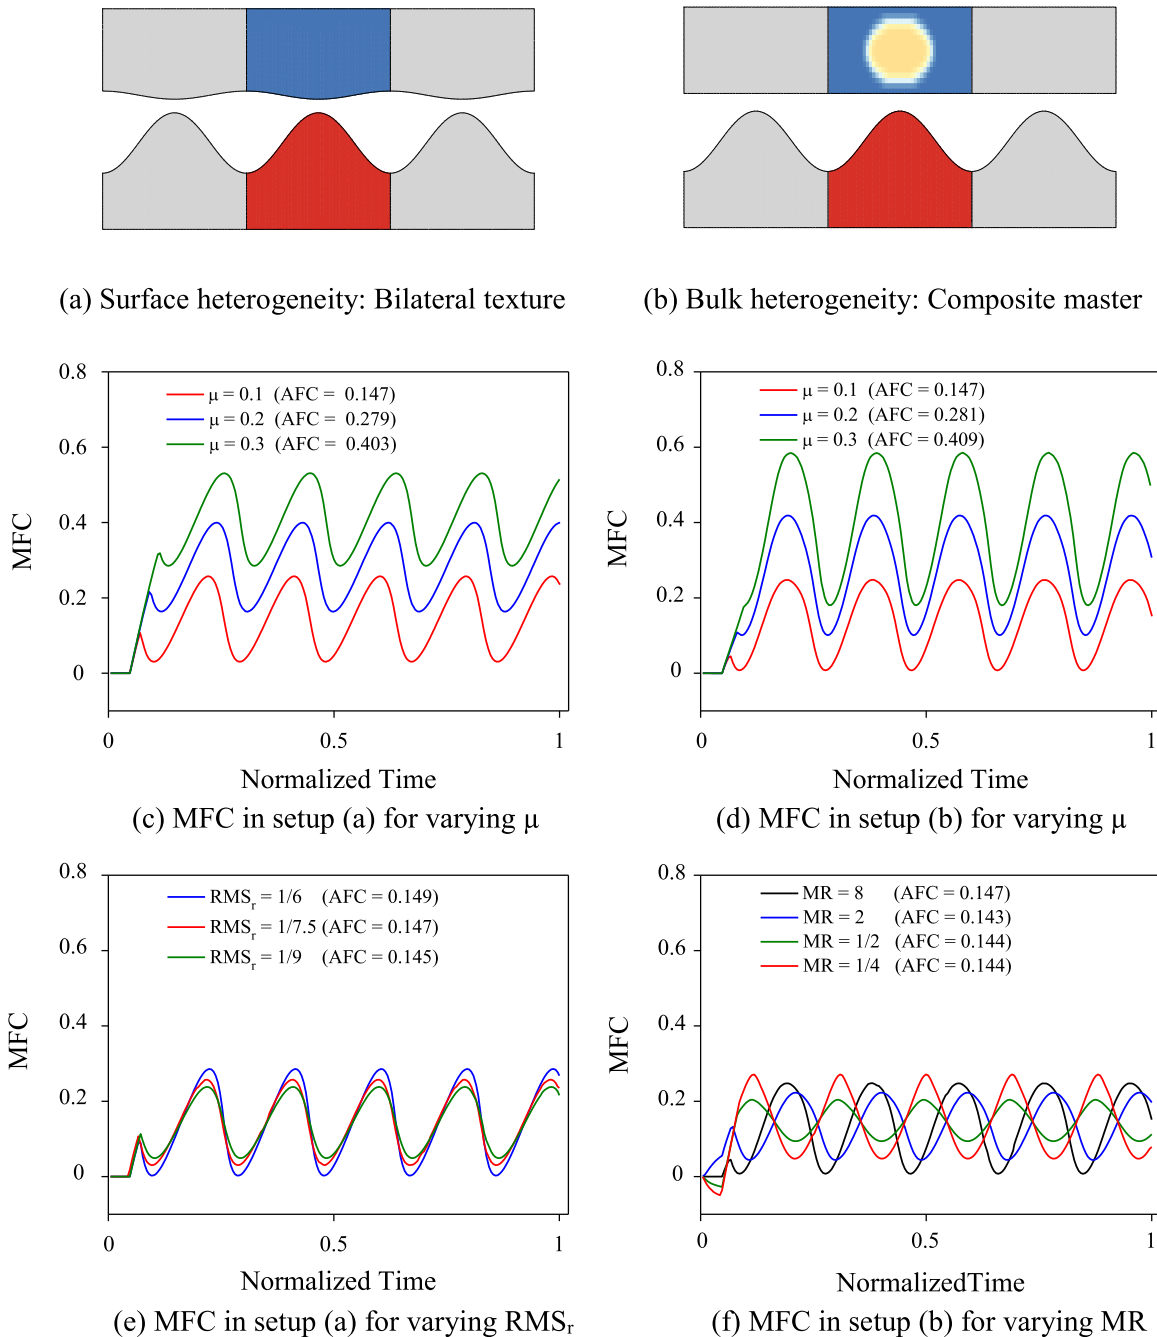 (a) Surface heterogeneity: Bilateral texture
(b) Bulk heterogeneity: Composite master
0.8
0.6
0.4
0.2
0
MFC
μ = 0.1 (AFC = 0.147)
μ = 0.2 (AFC = 0.279)
μ = 0.3 (AFC = 0.403)
0
0.5
1
Normalized Time
(c) MFC in setup (a) for varying μ
0.8
0.6
0.4
0.2
0
MFC
μ = 0.1 (AFC = 0.147)
μ = 0.2 (AFC = 0.281)
μ = 0.3 (AFC = 0.409)
0
0.5
1
Normalized Time
(d) MFC in setup (b) for varying μ
0.8
0.6
0.4
0.2
0
MFC
RMSr = 1/6 (AFC = 0.149)
RMSr = 1/7.5 (AFC = 0.147)
RMSr = 1/9 (AFC = 0.145)
0
0.5
1
Normalized Time
(e) MFC in setup (a) for varying RMSr
0.8
0.6
0.4
0.2
0
MFC
MR = 8 (AFC = 0.147)
MR = 2 (AFC = 0.143)
MR = 1/2 (AFC = 0.144)
MR = 1/4 (AFC = 0.144)
0
0.5
1
NormalizedTime
(f) MFC in setup (b) for varying MR